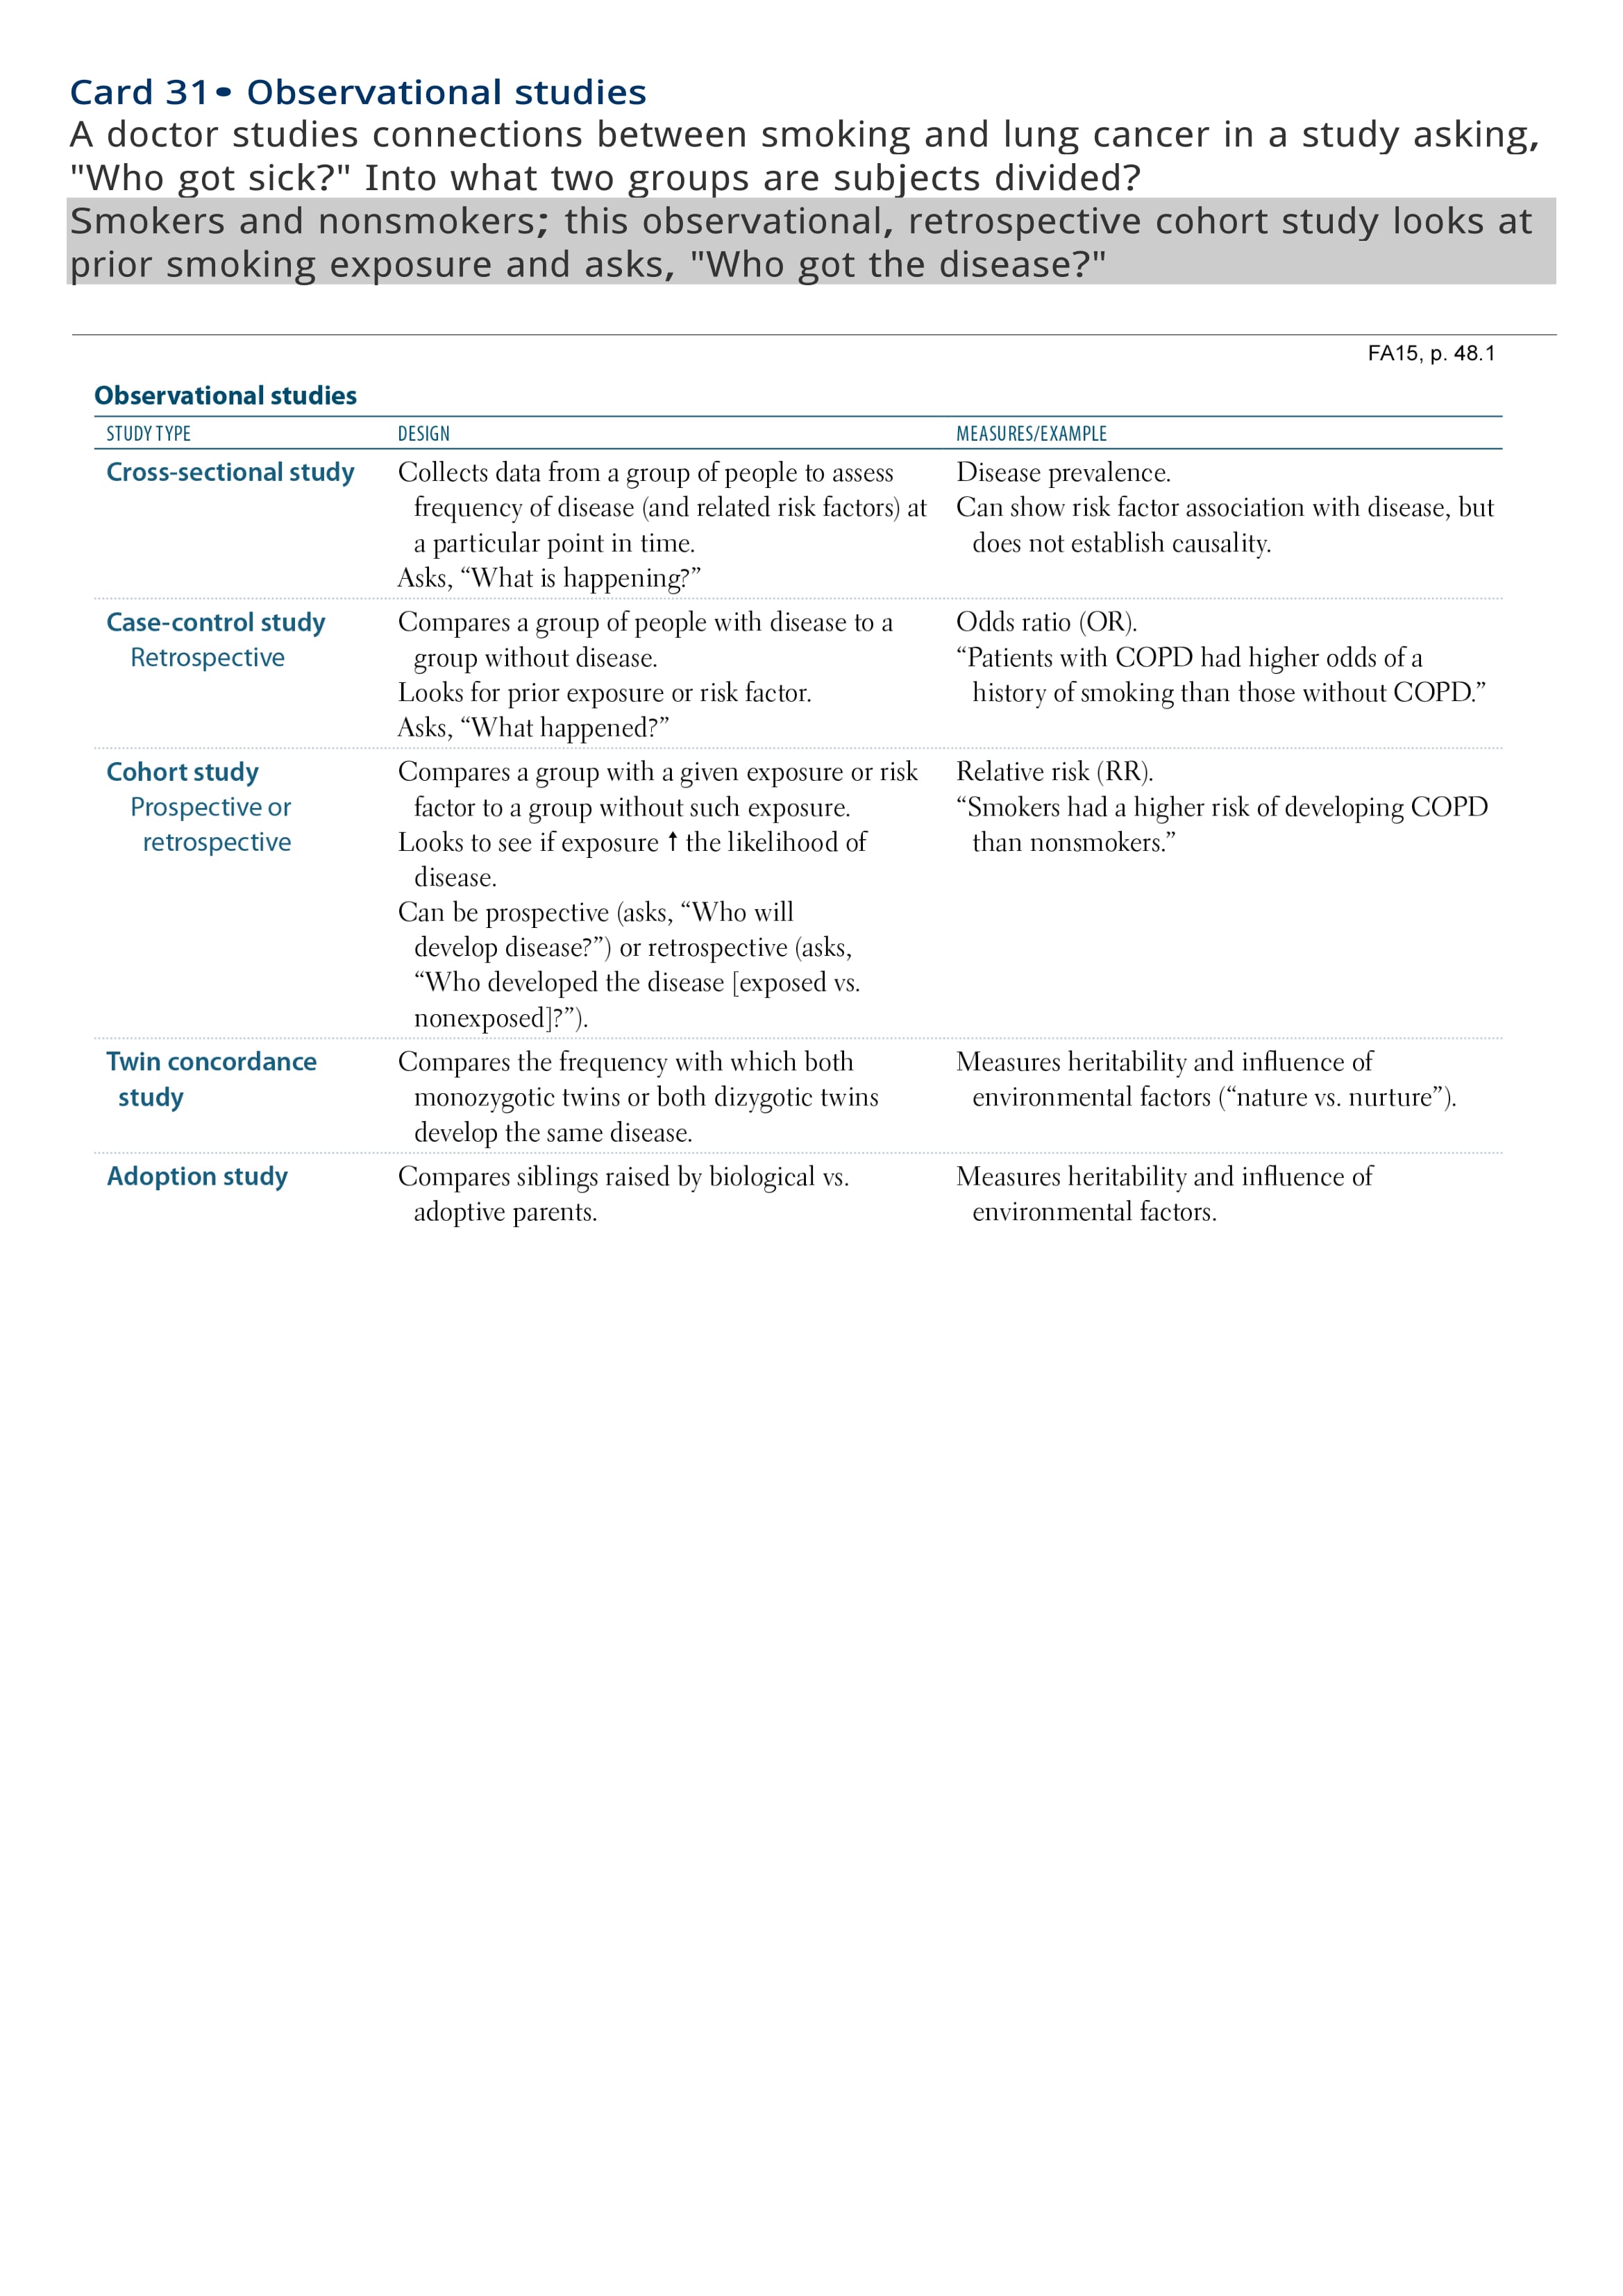 Card 31• Observational studies
A doctor studies connections between smoking and lung cancer in a study asking,
"Who got sick?" Into what two groups are subjects divided?
Smokers and nonsmokers; this observational, retrospective cohort study looks at
prior smoking exposure and asks, "Who got the disease?"
FA15, p. 48.1
Observational studies
STUDY TYPE DESIGN MEASURES/EXAMPLE
Cross-sectional study Collects data from a group of people to assess Disease prevalence.
frequency of disease (and related risk factors) at Can show risk factor association with disease, but
a particular point in time. does not establish causality.
Asks, “What is happening?”
Case-control study Compares a group of people with disease to a Odds ratio (OR).
Retrospective group without disease. “Patients with COPD had higher odds of a
Looks for prior exposure or risk factor. history of smoking than those without COPD.”
Asks, “What happened?”
Cohort study Compares a group with a given exposure or risk Relative risk (RR).
Prospective or factor to a group without such exposure. “Smokers had a higher risk of developing COPD
retrospective Looks to see if exposure ↑ the likelihood of than nonsmokers.”
disease.
Can be prospective (asks, “Who will
develop disease?”) or retrospective (asks,
“Who developed the disease [exposed vs.
nonexposed]?”).
Twin concordance Compares the frequency with which both Measures heritability and influence of
study monozygotic twins or both dizygotic twins environmental factors (“nature vs. nurture”).
develop the same disease.
Adoption study Compares siblings raised by biological vs. Measures heritability and influence of
adoptive parents. environmental factors.